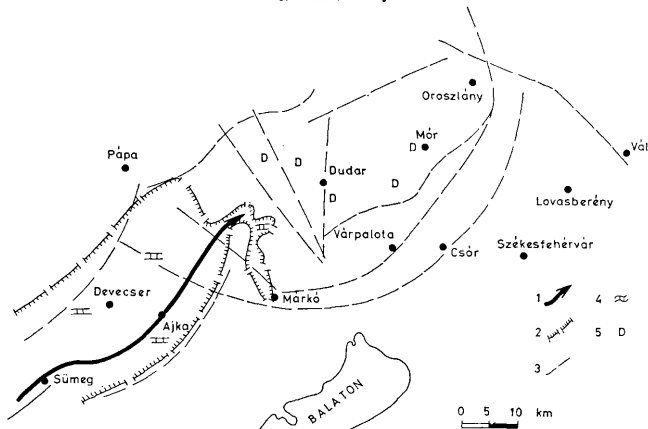 Oroszlány
Mór
D
Pápa
D
D
Dudar
D
D
Vál
Lovasberény
Várpalota
Csór
Székesfehérvár
Devecser
Markó
Ajka
Sümeg
BALATON
1
4
2
5 D
3
0 5 10 km